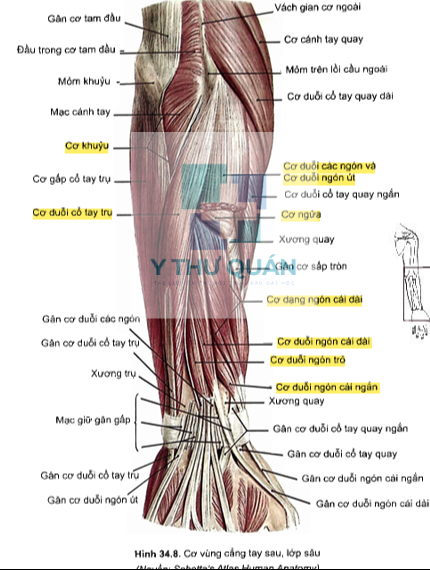 Gân cơ tam đầu
Đầu trong cơ tam đầu
Mỏm khuỷu
Mạc cánh tay
Cơ khuỷu
Cơ gấp cổ tay trụ
Cơ duỗi cổ tay trụ
Gân cơ duỗi các ngón
Gân cơ duỗi cổ tay trụ
Xương trụ
Mạc giữ gân gấp
Gân cơ duỗi cổ tay trụ
Gân cơ duỗi ngón út
Vách gian cơ ngoài
Cơ cánh tay quay
Mỏm trên lồi cầu ngoài
Cơ duỗi cổ tay quay dài
Cơ duỗi các ngón và
Cơ duỗi ngón út
Cơ duỗi cổ tay quay ngắn
Cơ ngửa
Xương quay
Gân cơ sấp tròn
Cơ dạng ngón cái dài
Cơ duỗi ngón cái dài
Cơ duỗi ngón trỏ
Cơ duỗi ngón cái ngắn
Xương quay
Gân cơ duỗi cổ tay quay ngắn
Gân cơ duỗi cổ tay quay
Gân cơ duỗi ngón cái ngắn
Gân cơ duỗi ngón cái dài
Y THƯ QUÁN
Hình 34.8. Cơ vùng cẳng tay sau, lớp sâu
(Nguồn: Sobotta's Atlas Human Anatomy)